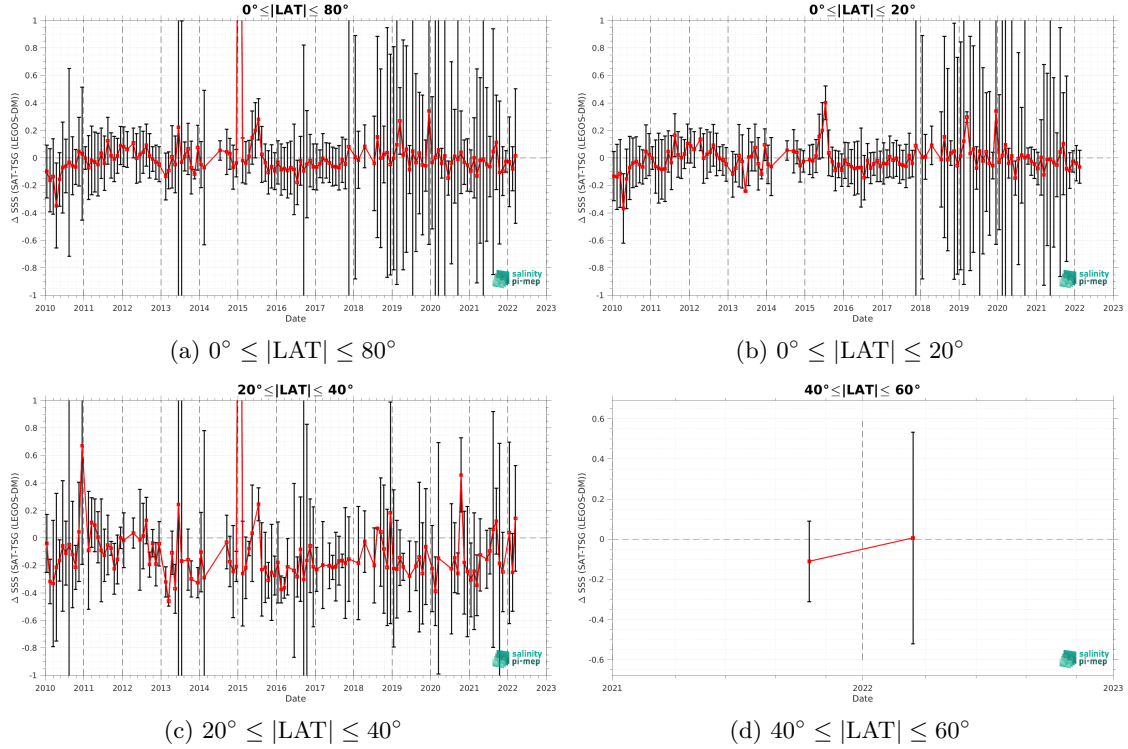 0°≤|LAT|≤ 80°
Δ SSS (SAT-TSG (LEGOS-DM))
1
0.8
0.6
0.4
0.2
0
-0.2
-0.4
-0.6
-0.8
-1
2010 2011 2012 2013 2014 2015 2016 2017 2018 2019 2020 2021 2022 2023
Date
salinity
pi-mep
(a) 0° ≤ |LAT| ≤ 80°
0°≤|LAT|≤ 20°
Δ SSS (SAT-TSG (LEGOS-DM))
1
0.8
0.6
0.4
0.2
0
-0.2
-0.4
-0.6
-0.8
-1
2010 2011 2012 2013 2014 2015 2016 2017 2018 2019 2020 2021 2022 2023
Date
salinity
pi-mep
(b) 0° ≤ |LAT| ≤ 20°
20°≤|LAT|≤ 40°
Δ SSS (SAT-TSG (LEGOS-DM))
1
0.8
0.6
0.4
0.2
0
-0.2
-0.4
-0.6
-0.8
-1
2010 2011 2012 2013 2014 2015 2016 2017 2018 2019 2020 2021 2022 2023
Date
salinity
pi-mep
(c) 20° ≤ |LAT| ≤ 40°
40°≤|LAT|≤ 60°
Δ SSS (SAT-TSG (LEGOS-DM))
0.6
0.4
0.2
0
-0.2
-0.4
-0.6
2021 2022 2023
Date
salinity
pi-mep
(d) 40° ≤ |LAT| ≤ 60°